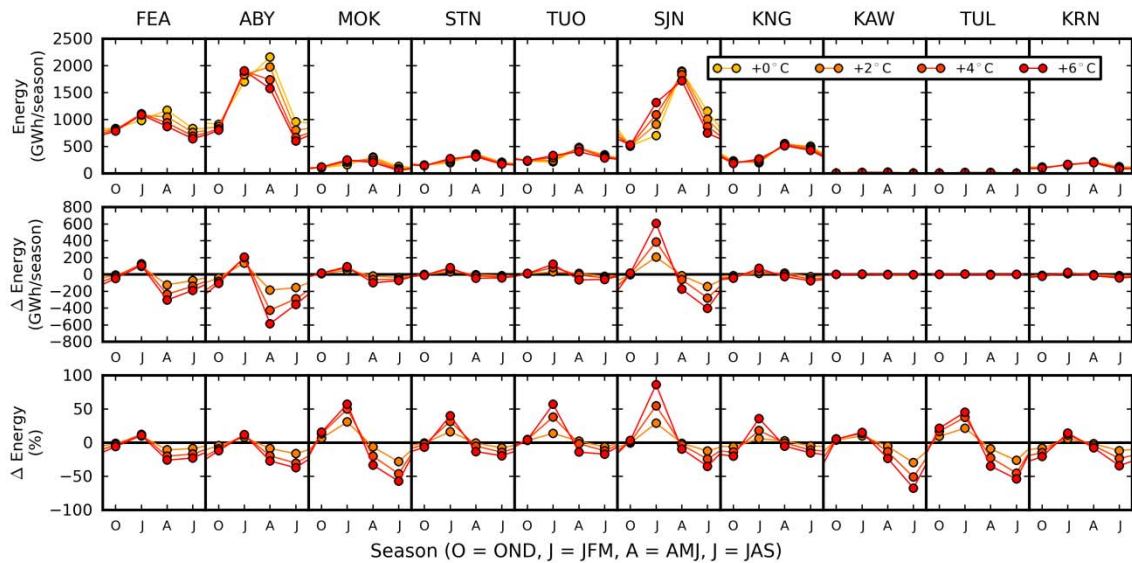 FEA ABY MOK STN TUO SJN KNG KAW TUL KRN
Energy
(GWh/season)
2500
2000
1500
1000
500
0
+0°C +2°C +4°C +6°C
O J A J O J A J O J A J O J A J O J A J O J A J O J A J O J A J O J A J O J A J
Δ Energy
(GWh/season)
800
600
400
200
0
−200
−400
−600
−800
O J A J O J A J O J A J O J A J O J A J O J A J O J A J O J A J O J A J O J A J
Δ Energy
(%)
100
50
0
−50
−100
O J A J O J A J O J A J O J A J O J A J O J A J O J A J O J A J O J A J O J A J
Season (O = OND, J = JFM, A = AMJ, J = JAS)